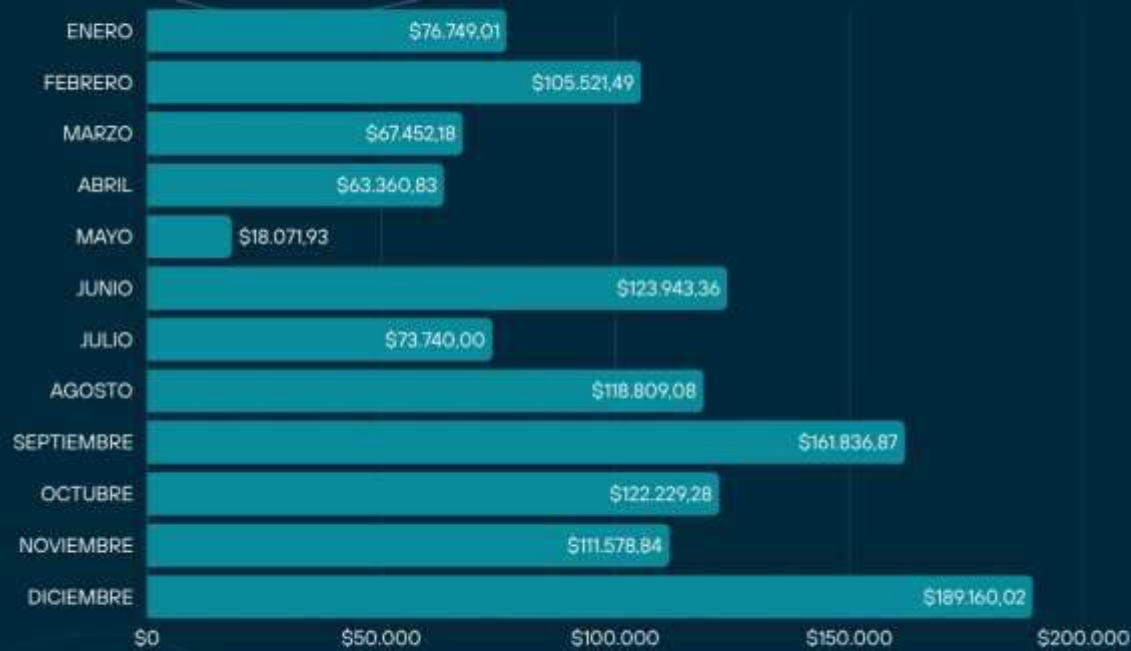 ENERO $76.749,01
FEBRERO $105.521,49
MARZO $67.452,18
ABRIL $63.360,83
MAYO $18.071,93
JUNIO $123.943,36
JULIO $73.740,00
AGOSTO $118.809,08
SEPTIEMBRE $161.836,87
OCTUBRE $122.229,28
NOVIEMBRE $111.578,84
DICIEMBRE $189.160,02
$0 $50.000 $100.000 $150.000 $200.000